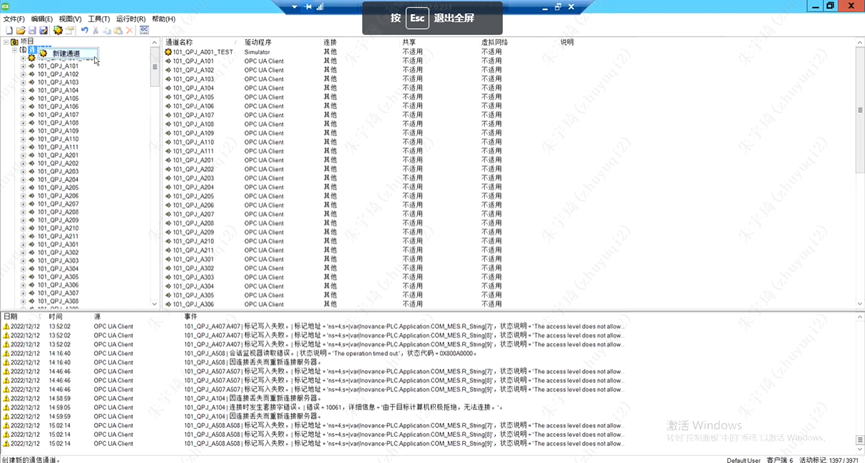 按 Esc 退出全屏
文件(F) 编辑(E) 视图(V) 工具(T) 运行时(R) 帮助(H)
项目
新建通道
101_QPJ_A101
101_QPJ_A102
101_QPJ_A103
101_QPJ_A104
101_QPJ_A105
101_QPJ_A106
101_QPJ_A107
101_QPJ_A108
101_QPJ_A109
101_QPJ_A110
101_QPJ_A111
101_QPJ_A201
101_QPJ_A202
101_QPJ_A203
101_QPJ_A204
101_QPJ_A205
101_QPJ_A206
101_QPJ_A207
101_QPJ_A208
101_QPJ_A209
101_QPJ_A210
101_QPJ_A211
101_QPJ_A301
101_QPJ_A302
101_QPJ_A303
101_QPJ_A304
101_QPJ_A305
101_QPJ_A306
101_QPJ_A307
101_QPJ_A308
通道名称 驱动程序 连接 共享 虚拟网络 说明
101_QPJ_A001_TEST Simulator 其他 不适用 不适用
101_QPJ_A101 OPC UA Client 其他 不适用 不适用
101_QPJ_A102 OPC UA Client 其他 不适用 不适用
101_QPJ_A103 OPC UA Client 其他 不适用 不适用
101_QPJ_A104 OPC UA Client 其他 不适用 不适用
101_QPJ_A105 OPC UA Client 其他 不适用 不适用
101_QPJ_A106 OPC UA Client 其他 不适用 不适用
101_QPJ_A107 OPC UA Client 其他 不适用 不适用
101_QPJ_A108 OPC UA Client 其他 不适用 不适用
101_QPJ_A109 OPC UA Client 其他 不适用 不适用
101_QPJ_A110 OPC UA Client 其他 不适用 不适用
101_QPJ_A111 OPC UA Client 其他 不适用 不适用
101_QPJ_A201 OPC UA Client 其他 不适用 不适用
101_QPJ_A202 OPC UA Client 其他 不适用 不适用
101_QPJ_A203 OPC UA Client 其他 不适用 不适用
101_QPJ_A204 OPC UA Client 其他 不适用 不适用
101_QPJ_A205 OPC UA Client 其他 不适用 不适用
101_QPJ_A206 OPC UA Client 其他 不适用 不适用
101_QPJ_A207 OPC UA Client 其他 不适用 不适用
101_QPJ_A208 OPC UA Client 其他 不适用 不适用
101_QPJ_A209 OPC UA Client 其他 不适用 不适用
101_QPJ_A210 OPC UA Client 其他 不适用 不适用
101_QPJ_A211 OPC UA Client 其他 不适用 不适用
101_QPJ_A301 OPC UA Client 其他 不适用 不适用
101_QPJ_A302 OPC UA Client 其他 不适用 不适用
101_QPJ_A303 OPC UA Client 其他 不适用 不适用
101_QPJ_A304 OPC UA Client 其他 不适用 不适用
101_QPJ_A305 OPC UA Client 其他 不适用 不适用
101_QPJ_A306 OPC UA Client 其他 不适用 不适用
日期 时间 源 事件
2022/12/12 13:52:02 OPC UA Client 101_QPJ_A407.A407 | 标记写入失败。 | 标记地址 = 'ns=4;s=|var|Inovance-PLC.Application.COM_MES.R_String[7]'，状态说明 = 'The access level does not allow...
2022/12/12 13:52:02 OPC UA Client 101_QPJ_A407.A407 | 标记写入失败。 | 标记地址 = 'ns=4;s=|var|Inovance-PLC.Application.COM_MES.R_String[8]'，状态说明 = 'The access level does not allow...
2022/12/12 13:52:02 OPC UA Client 101_QPJ_A407.A407 | 标记写入失败。 | 标记地址 = 'ns=4;s=|var|Inovance-PLC.Application.COM_MES.R_String[9]'，状态说明 = 'The access level does not allow...
2022/12/12 14:16:40 OPC UA Client 101_QPJ_A508 | 会话监视器读取错误。 | 状态说明 = 'The operation timed out.'，状态代码 = 0X800A0000。
2022/12/12 14:16:40 OPC UA Client 101_QPJ_A508 | 因连接丢失而重新连接服务器。
2022/12/12 14:46:46 OPC UA Client 101_QPJ_A507.A507 | 标记写入失败。 | 标记地址 = 'ns=4;s=|var|Inovance-PLC.Application.COM_MES.R_String[7]'，状态说明 = 'The access level does not allow...
2022/12/12 14:46:46 OPC UA Client 101_QPJ_A507.A507 | 标记写入失败。 | 标记地址 = 'ns=4;s=|var|Inovance-PLC.Application.COM_MES.R_String[8]'，状态说明 = 'The access level does not allow...
2022/12/12 14:46:46 OPC UA Client 101_QPJ_A507.A507 | 标记写入失败。 | 标记地址 = 'ns=4;s=|var|Inovance-PLC.Application.COM_MES.R_String[9]'，状态说明 = 'The access level does not allow...
2022/12/12 14:58:59 OPC UA Client 101_QPJ_A104 | 因连接丢失而重新连接服务器。
2022/12/12 14:59:05 OPC UA Client 101_QPJ_A104 | 连接时发生套接字错误。 | 错误 = 10061，详细信息 = '由于目标计算机积极拒绝，无法连接。'。
2022/12/12 14:59:59 OPC UA Client 101_QPJ_A104 | 因连接丢失而重新连接服务器。
2022/12/12 15:02:14 OPC UA Client 101_QPJ_A508.A508 | 标记写入失败。 | 标记地址 = 'ns=4;s=|var|Inovance-PLC.Application.COM_MES.R_String[7]'，状态说明 = 'The access level does not allow...
2022/12/12 15:02:14 OPC UA Client 101_QPJ_A508.A508 | 标记写入失败。 | 标记地址 = 'ns=4;s=|var|Inovance-PLC.Application.COM_MES.R_String[8]'，状态说明 = 'The access level does not allow...
2022/12/12 15:02:14 OPC UA Client 101_QPJ_A508.A508 | 标记写入失败。 | 标记地址 = 'ns=4;s=|var|Inovance-PLC.Application.COM_MES.R_String[9]'，状态说明 = 'The access level does not allow...
激活 Windows
转到"控制面板"中的"系统"以激活 Windows。
创建新的通信通道。 Default User 客户端: 6 活动标记: 1397 / 3971